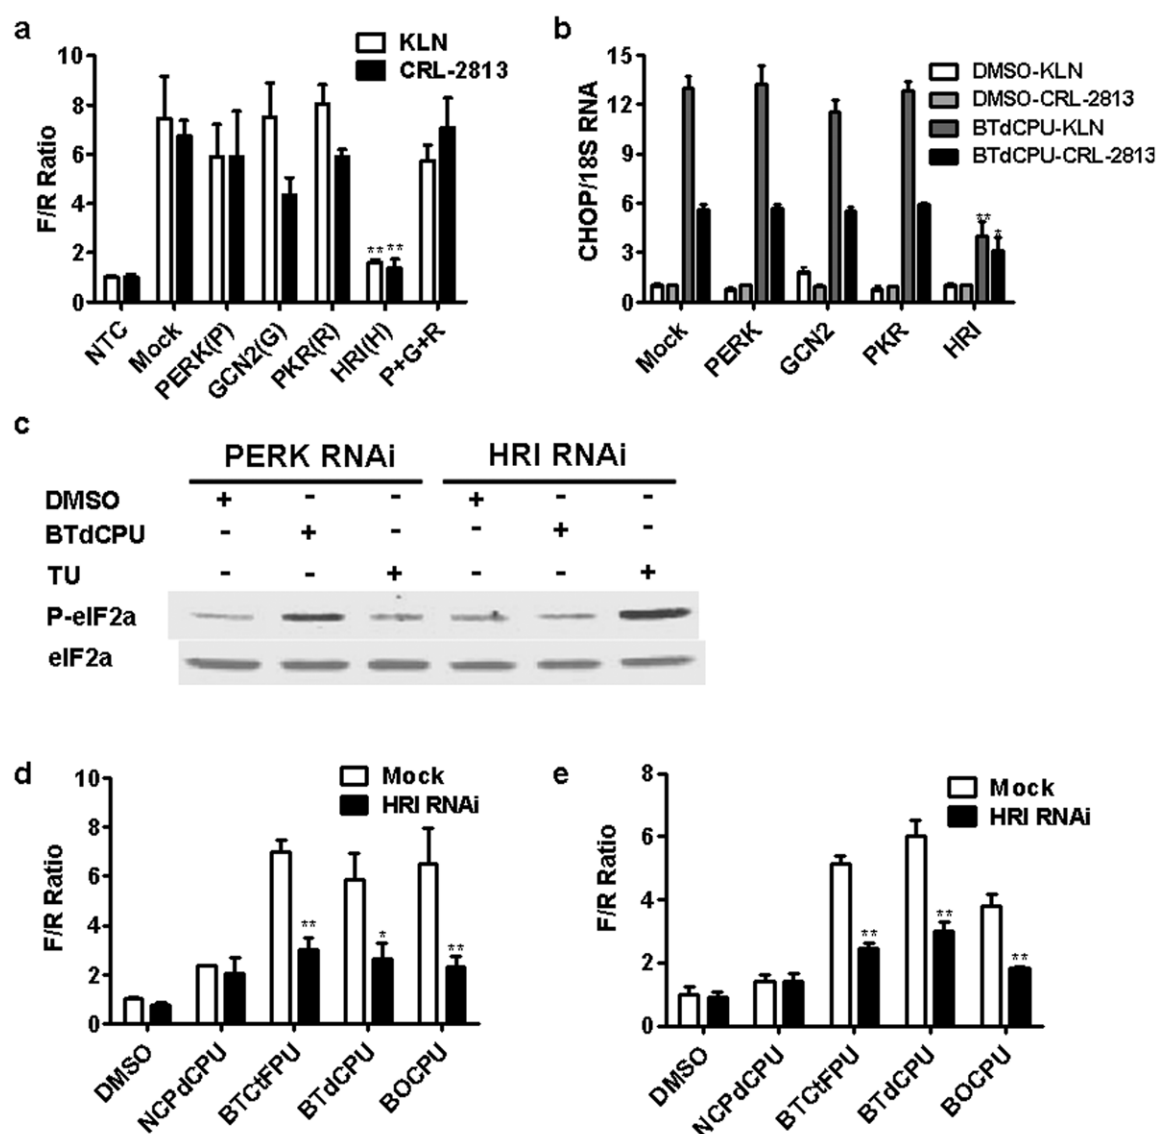 a
KLN
CRL-2813
F/R Ratio
10
8
6
4
2
0
NTC
Mock
PERK(P)
GCN2(G)
PKR(R)
HRI(H)
P+G+R
** **
b
DMSO-KLN
DMSO-CRL-2813
BTdCPU-KLN
BTdCPU-CRL-2813
CHOP/18S RNA
15
12
9
6
3
0
** *
Mock
PERK
GCN2
PKR
HRI
c
PERK RNAi HRI RNAi
DMSO + - - + - -
BTdCPU - + - - + -
TU - - + - - +
P-eIF2a
eIF2a
d
Mock
HRI RNAi
F/R Ratio
10
8
6
4
2
0
** * **
DMSO
NCPdCPU
BTCtFPU
BTdCPU
BOCPU
e
Mock
HRI RNAi
F/R Ratio
8
6
4
2
0
** ** **
DMSO
NCPdCPU
BTCtFPU
BTdCPU
BOCPU